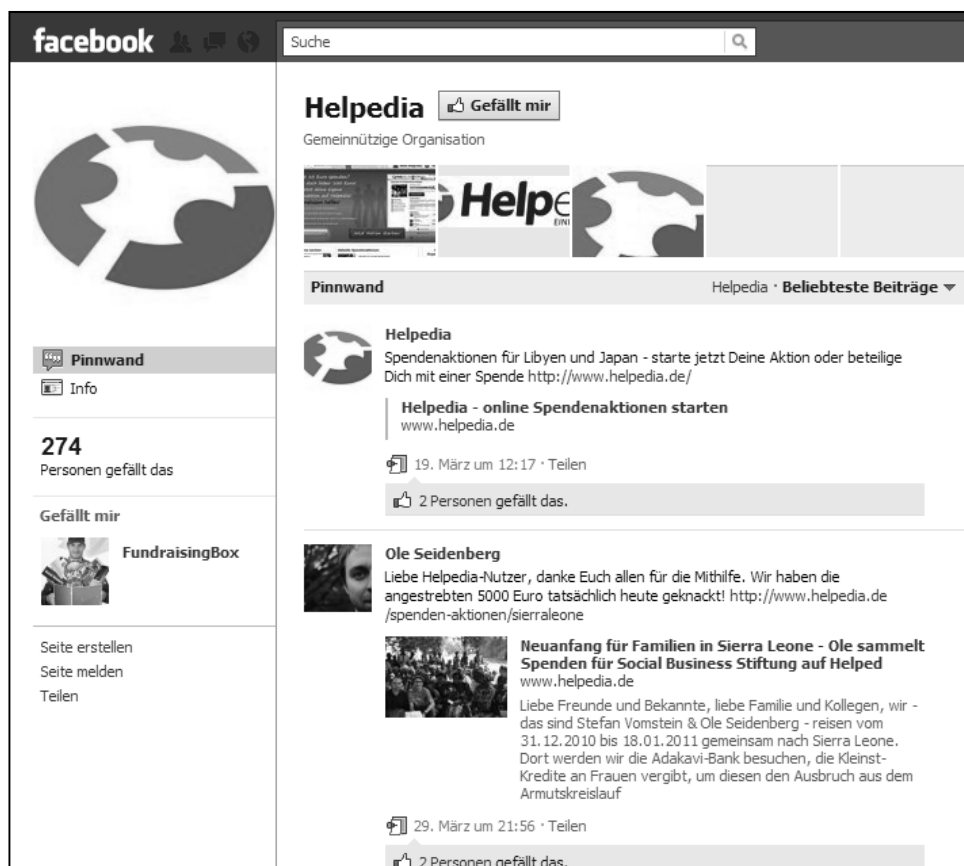 facebook
Suche
Helpedia Gefällt mir
Gemeinnützige Organisation
Helpe
Pinnwand
Helpedia · Beliebteste Beiträge
Pinnwand
Info
274
Personen gefällt das
Gefällt mir
FundraisingBox
Seite erstellen
Seite melden
Teilen
Helpedia
Spendenaktionen für Libyen und Japan - starte jetzt Deine Aktion oder beteilige
Dich mit einer Spende http://www.helpedia.de/
Helpedia - online Spendenaktionen starten
www.helpedia.de
19. März um 12:17 · Teilen
2 Personen gefällt das.
Ole Seidenberg
Liebe Helpedia-Nutzer, danke Euch allen für die Mithilfe. Wir haben die
angestrebten 5000 Euro tatsächlich heute geknackt! http://www.helpedia.de
/spenden-aktionen/sierraleone
Neuanfang für Familien in Sierra Leone - Ole sammelt
Spenden für Social Business Stiftung auf Helped
www.helpedia.de
Liebe Freunde und Bekannte, liebe Familie und Kollegen, wir -
das sind Stefan Vomstein & Ole Seidenberg - reisen vom
31.12.2010 bis 18.01.2011 gemeinsam nach Sierra Leone.
Dort werden wir die Adakavi-Bank besuchen, die Kleinst-
Kredite an Frauen vergibt, um diesen den Ausbruch aus dem
Armutskreislauf
29. März um 21:56 · Teilen
2 Personen gefällt das.